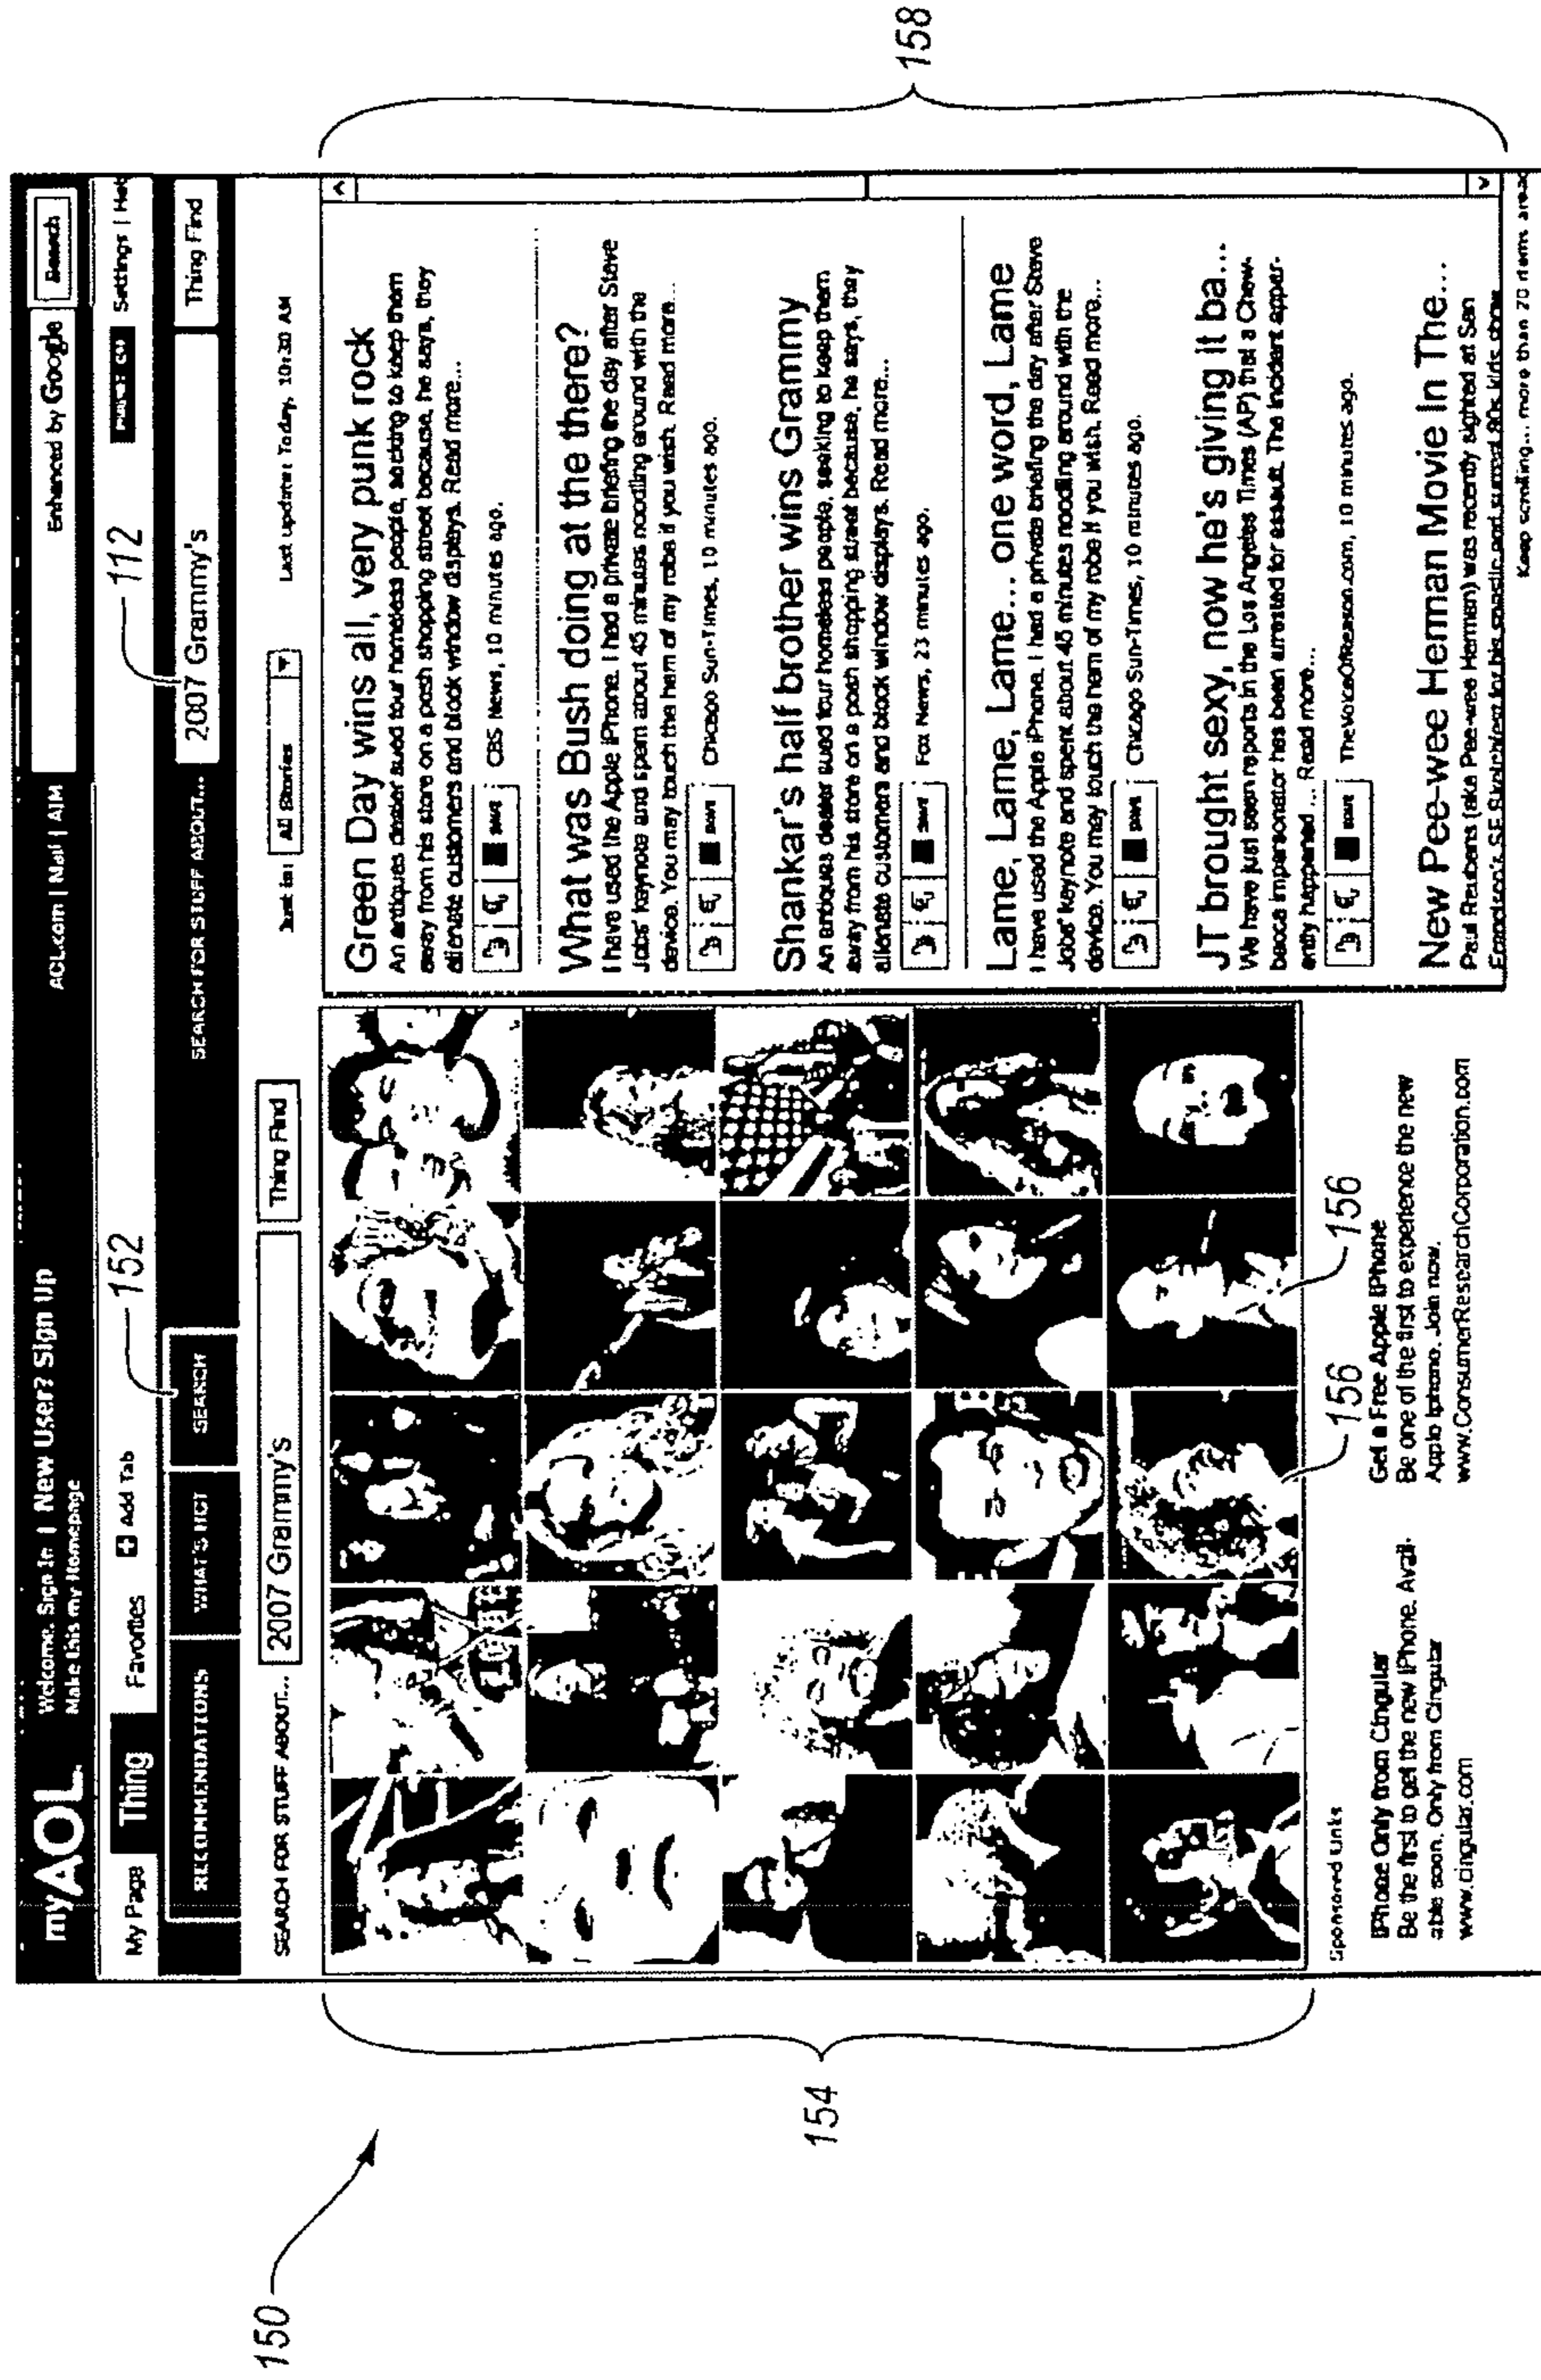 myAOL
Welcome. Sign In | New User? Sign Up
Make this my Homepage
AOL.com | Mail | AIM
Enhanced by Google
Search
My Page
Thing
Favorites
Add Tab
Settings |
152
112
RECOMMENDATIONS
WHAT'S HOT
SEARCH
SEARCH FOR STUFF ABOUT...
2007 Grammy's
Thing Find
SEARCH FOR STUFF ABOUT...
2007 Grammy's
Thing Find
Just in:
All Stories
Last update: Today, 10:30 AM
Green Day wins all, very punk rock
An antiques dealer sued four homeless people, seeking to keep them
away from his store on a posh shopping street because, he says, they
alienate customers and block window displays. Read more...
SAVE
CBS News, 10 minutes ago.
What was Bush doing at the there?
I have used the Apple iPhone. I had a private briefing the day after Steve
Jobs' keynote and spent about 45 minutes noodling around with the
device. You may touch the hem of my robe if you wish. Read more...
SAVE
Chicago Sun-Times, 10 minutes ago.
Shankar's half brother wins Grammy
An antiques dealer sued four homeless people, seeking to keep them
away from his store on a posh shopping street because, he says, they
alienate customers and block window displays. Read more...
SAVE
Fox News, 23 minutes ago.
Lame, Lame, Lame... one word, Lame
I have used the Apple iPhone. I had a private briefing the day after Steve
Jobs' keynote and spent about 45 minutes noodling around with the
device. You may touch the hem of my robe if you wish. Read more...
SAVE
Chicago Sun-Times, 10 minutes ago.
JT brought sexy, now he's giving it ba...
We have just seen reports in the Los Angeles Times (AP) that a Chew-
bacca impersonator has been arrested for assault. The incident appar-
ently happened ... Read more...
SAVE
TheVoiceOfReason.com, 10 minutes ago.
New Pee-wee Herman Movie In The...
Paul Reubens (aka Pee-wee Herman) was recently sighted at San
Keep scrolling... more than 20 items
158
154
150
156
156
Sponsored Links
iPhone Only from Cingular
Be the first to get the new iPhone. Avail-
able soon. Only from Cingular
www.cingular.com
Get a Free Apple iPhone
Be one of the first to experience the new
Apple Iphone. Join now.
www.ConsumerResearchCorporation.com